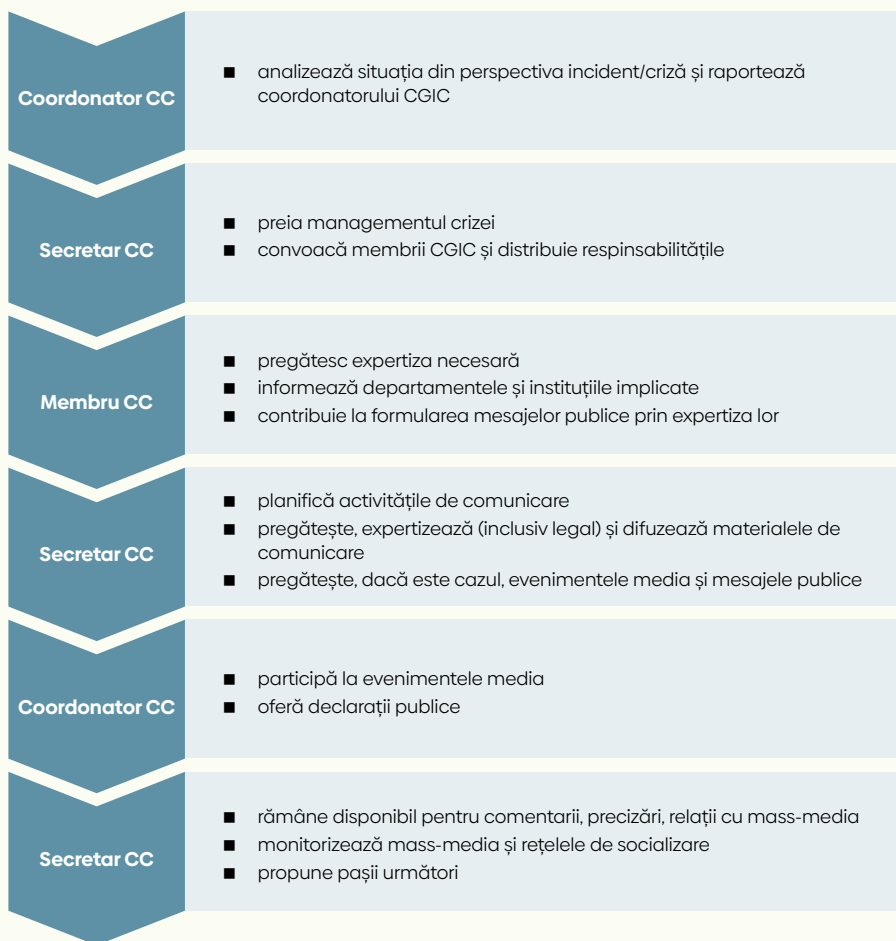 Coordonator CC
■ analizează situația din perspectiva incident/criză și raportează
coordonatorului CGIC
Secretar CC
■ preia managementul crizei
■ convoacă membrii CGIC și distribuie respinsabilitățile
Membru CC
■ pregătesc expertiza necesară
■ informează departamentele și instituțiile implicate
■ contribuie la formularea mesajelor publice prin expertiza lor
Secretar CC
■ planifică activitățile de comunicare
■ pregătește, expertizează (inclusiv legal) și difuzează materialele de
comunicare
■ pregătește, dacă este cazul, evenimentele media și mesajele publice
Coordonator CC
■ participă la evenimentele media
■ oferă declarații publice
Secretar CC
■ rămâne disponibil pentru comentarii, precizări, relații cu mass-media
■ monitorizează mass-media și rețelele de socializare
■ propune pașii următori